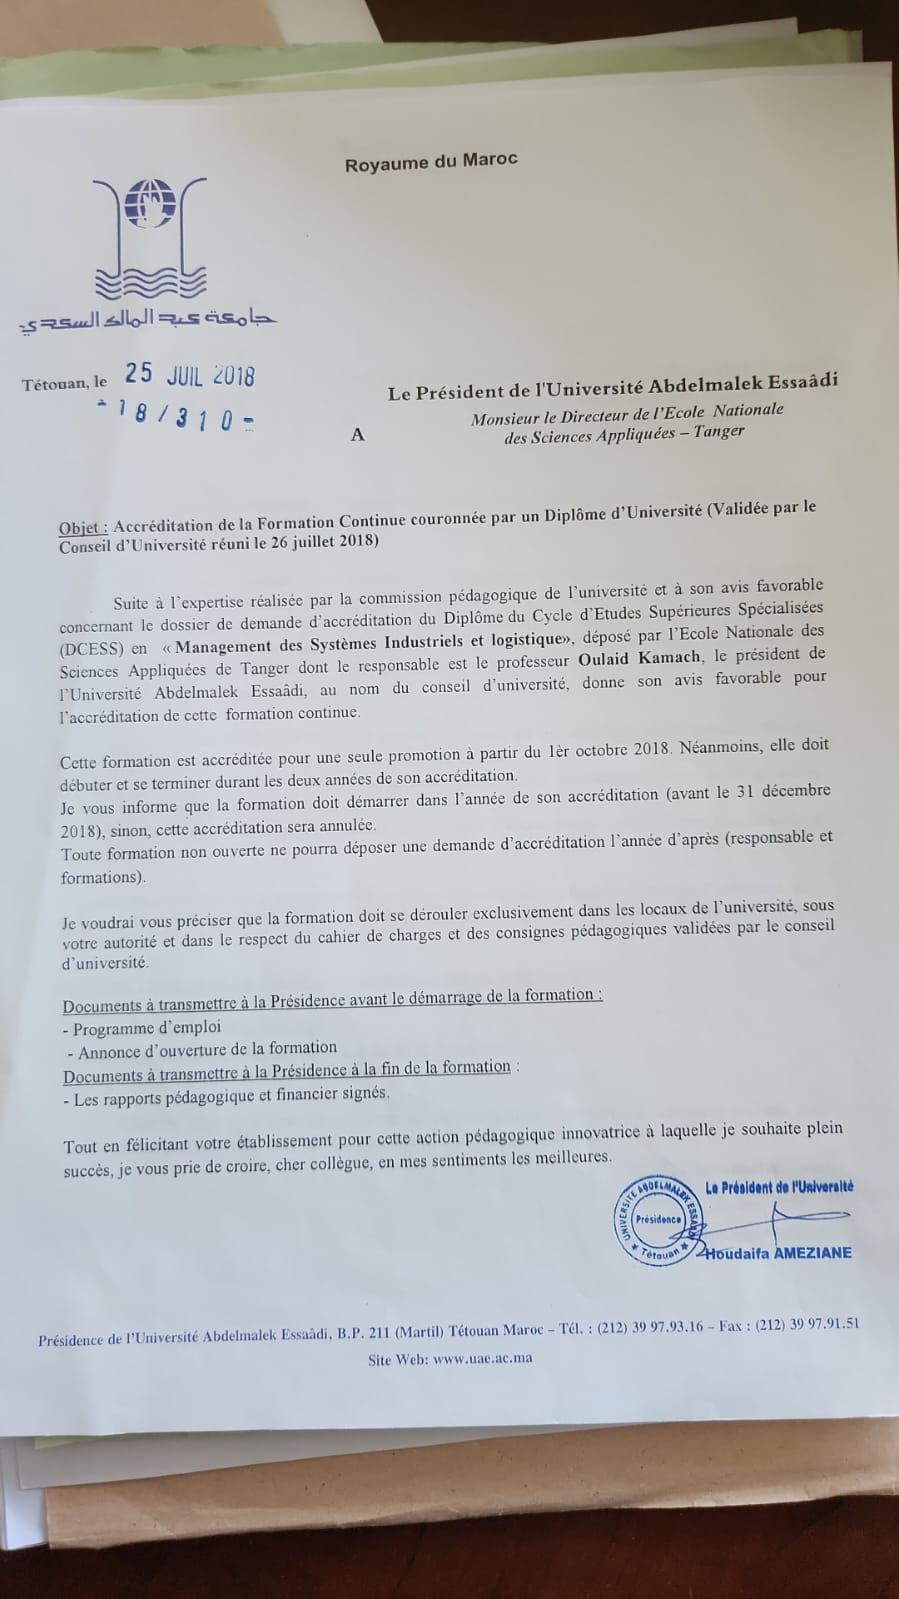 Royaume du Maroc
جامعة عبد المالك السعدي
Tétouan, le 25 JUIL 2018
- 18/310-
Le Président de l'Université Abdelmalek Essaâdi
A
Monsieur le Directeur de l'Ecole Nationale
des Sciences Appliquées – Tanger
Objet : Accréditation de la Formation Continue couronnée par un Diplôme d'Université (Validée par le
Conseil d'Université réuni le 26 juillet 2018)
Suite à l'expertise réalisée par la commission pédagogique de l'université et à son avis favorable
concernant le dossier de demande d'accréditation du Diplôme du Cycle d'Etudes Supérieures Spécialisées
(DCESS) en « Management des Systèmes Industriels et logistique», déposé par l'Ecole Nationale des
Sciences Appliquées de Tanger dont le responsable est le professeur Oulaid Kamach, le président de
l'Université Abdelmalek Essaâdi, au nom du conseil d'université, donne son avis favorable pour
l'accréditation de cette formation continue.
Cette formation est accréditée pour une seule promotion à partir du 1èr octobre 2018. Néanmoins, elle doit
débuter et se terminer durant les deux années de son accréditation.
Je vous informe que la formation doit démarrer dans l'année de son accréditation (avant le 31 décembre
2018), sinon, cette accréditation sera annulée.
Toute formation non ouverte ne pourra déposer une demande d'accréditation l'année d'après (responsable et
formations).
Je voudrai vous préciser que la formation doit se dérouler exclusivement dans les locaux de l'université, sous
votre autorité et dans le respect du cahier de charges et des consignes pédagogiques validées par le conseil
d'université.
Documents à transmettre à la Présidence avant le démarrage de la formation :
- Programme d'emploi
- Annonce d'ouverture de la formation
Documents à transmettre à la Présidence à la fin de la formation :
- Les rapports pédagogique et financier signés.
Tout en félicitant votre établissement pour cette action pédagogique innovatrice à laquelle je souhaite plein
succès, je vous prie de croire, cher collègue, en mes sentiments les meilleures.
Le Président de l'Université
UNIVERSITE ABDELMALEK ESSAADI
Présidence
★ Tétouan ★
Houdaifa AMEZIANE
Présidence de l'Université Abdelmalek Essaâdi, B.P. 211 (Martil) Tétouan Maroc – Tél. : (212) 39 97.93.16 – Fax : (212) 39 97.91.51
Site Web: www.uae.ac.ma